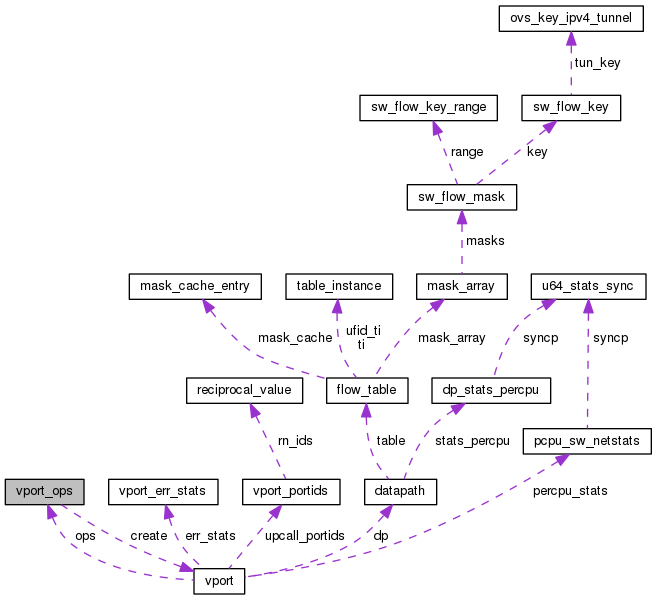 ovs_key_ipv4_tunnel
tun_key
sw_flow_key_range
sw_flow_key
range
key
sw_flow_mask
masks
mask_cache_entry
table_instance
mask_array
u64_stats_sync
mask_cache
ufid_ti
ti
mask_array
syncp
syncp
reciprocal_value
flow_table
dp_stats_percpu
rn_ids
table
stats_percpu
pcpu_sw_netstats
vport_ops
vport_err_stats
vport_portids
datapath
percpu_stats
ops
create
err_stats
upcall_portids
dp
vport